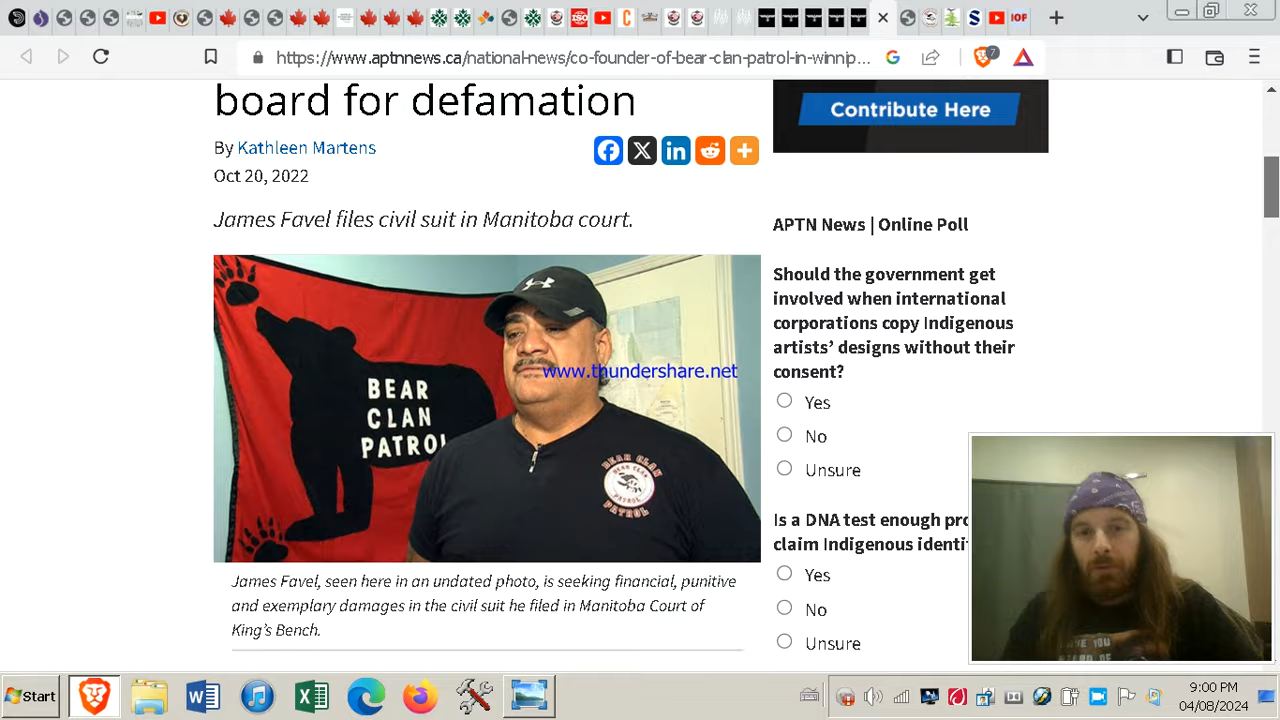 IOF
https://www.aptnnews.ca/national-news/co-founder-of-bear-clan-patrol-in-winnip...
7
board for defamation
By Kathleen Martens
Oct 20, 2022
James Favel files civil suit in Manitoba court.
BEAR
CLAN
PATROL
www.thundershare.net
BEAR CLAN
PATROL
James Favel, seen here in an undated photo, is seeking financial, punitive
and exemplary damages in the civil suit he filed in Manitoba Court of
King’s Bench.
Contribute Here
APTN News | Online Poll
Should the government get
involved when international
corporations copy Indigenous
artists’ designs without their
consent?
Yes
No
Unsure
Is a DNA test enough pro
claim Indigenous identi
Yes
No
Unsure
Start
9:00 PM
04/08/2024